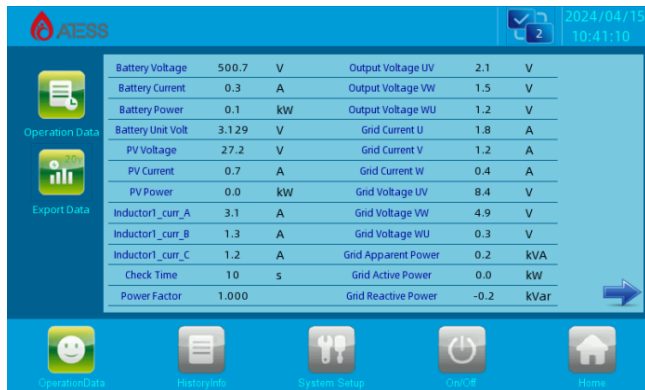 ATESS
2
2024/04/15
10:41:10
Battery Voltage 500.7 V Output Voltage UV 2.1 V
Battery Current 0.3 A Output Voltage VW 1.5 V
Battery Power 0.1 kW Output Voltage WU 1.2 V
Operation Data
Battery Unit Volt 3.129 V Grid Current U 1.8 A
PV Voltage 27.2 V Grid Current V 1.2 A
20y
PV Current 0.7 A Grid Current W 0.4 A
PV Power 0.0 kW Grid Voltage UV 8.4 V
Export Data
Inductor1_curr_A 3.1 A Grid Voltage VW 4.9 V
Inductor1_curr_B 1.3 A Grid Voltage WU 0.3 V
Inductor1_curr_C 1.2 A Grid Apparent Power 0.2 kVA
Check Time 10 s Grid Active Power 0.0 kW
Power Factor 1.000 Grid Reactive Power -0.2 kVar
OperationData HistoryInfo System Setup On/Off Home